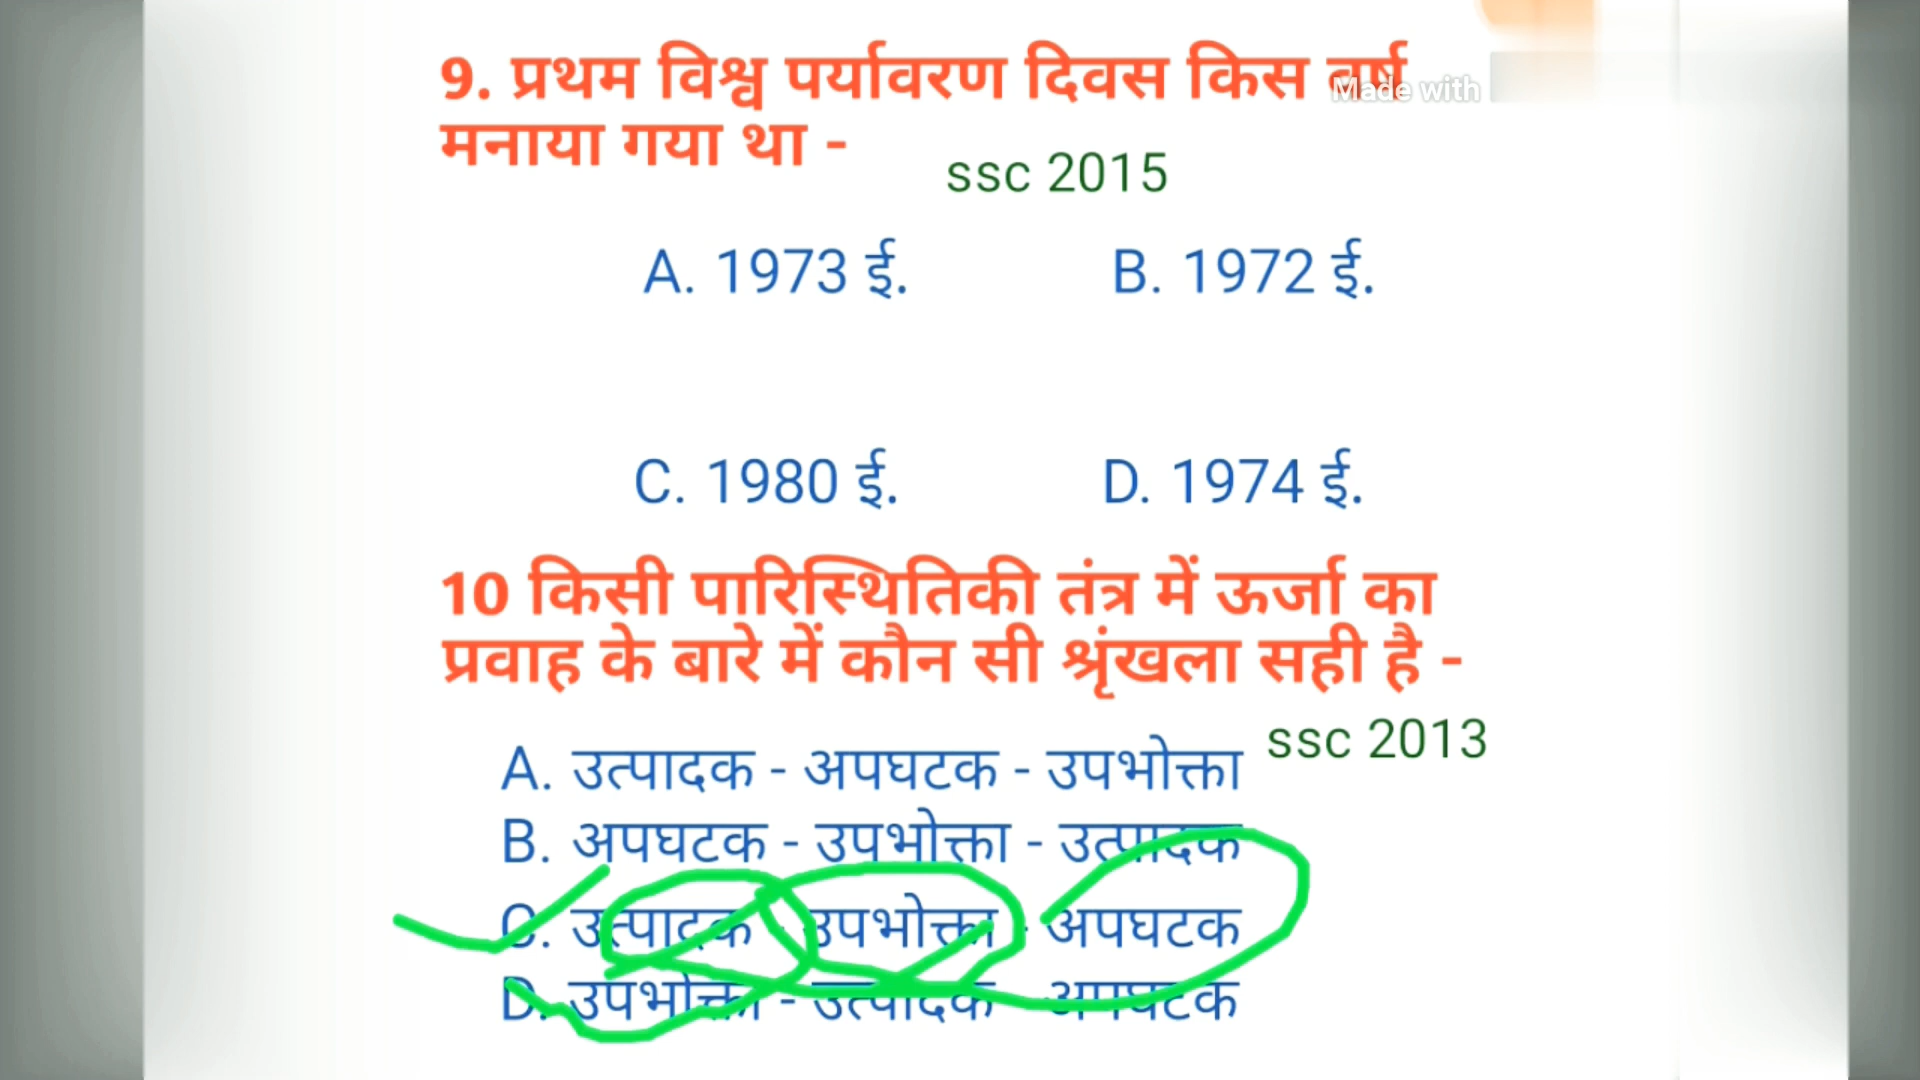 9. प्रथम विश्व पर्यावरण दिवस किस वर्ष
Made with
मनाया गया था -
ssc 2015
A. 1973 ई. B. 1972 ई.
C. 1980 ई. D. 1974 ई.
10 किसी पारिस्थितिकी तंत्र में ऊर्जा का
प्रवाह के बारे में कौन सी श्रृंखला सही है -
ssc 2013
A. उत्पादक - अपघटक - उपभोक्ता
B. अपघटक - उपभोक्ता - उत्पादक
C. उत्पादक - उपभोक्ता - अपघटक
D. उपभोक्ता - उत्पादक - अपघटक